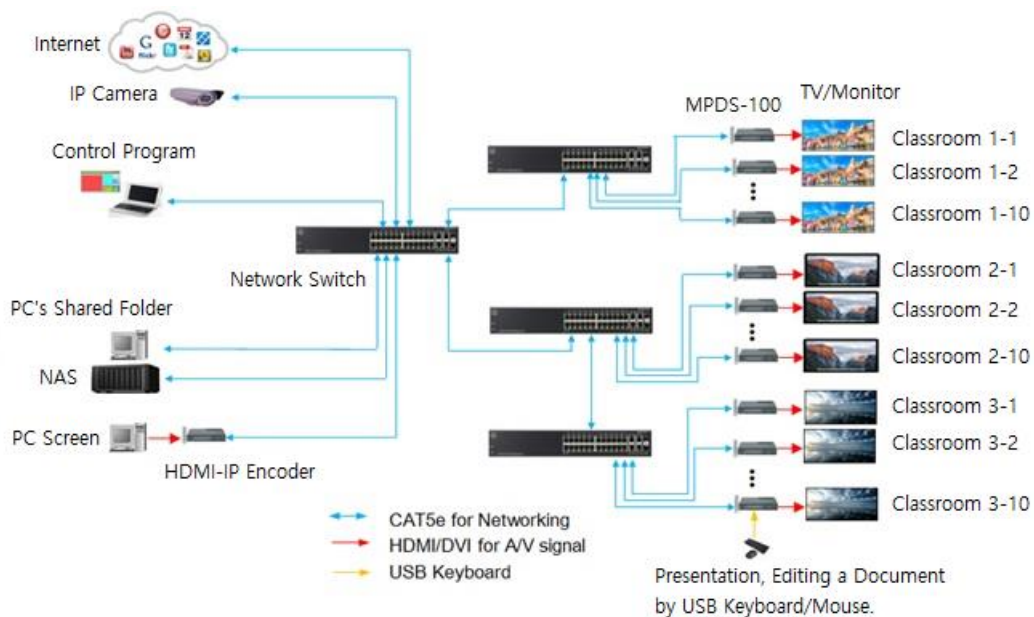 Internet
IP Camera
Control Program
Network Switch
PC's Shared Folder
NAS
PC Screen
HDMI-IP Encoder
MPDS-100
TV/Monitor
Classroom 1-1
Classroom 1-2
Classroom 1-10
Classroom 2-1
Classroom 2-2
Classroom 2-10
Classroom 3-1
Classroom 3-2
Classroom 3-10
CAT5e for Networking
HDMI/DVI for A/V signal
USB Keyboard
Presentation, Editing a Document
by USB Keyboard/Mouse.